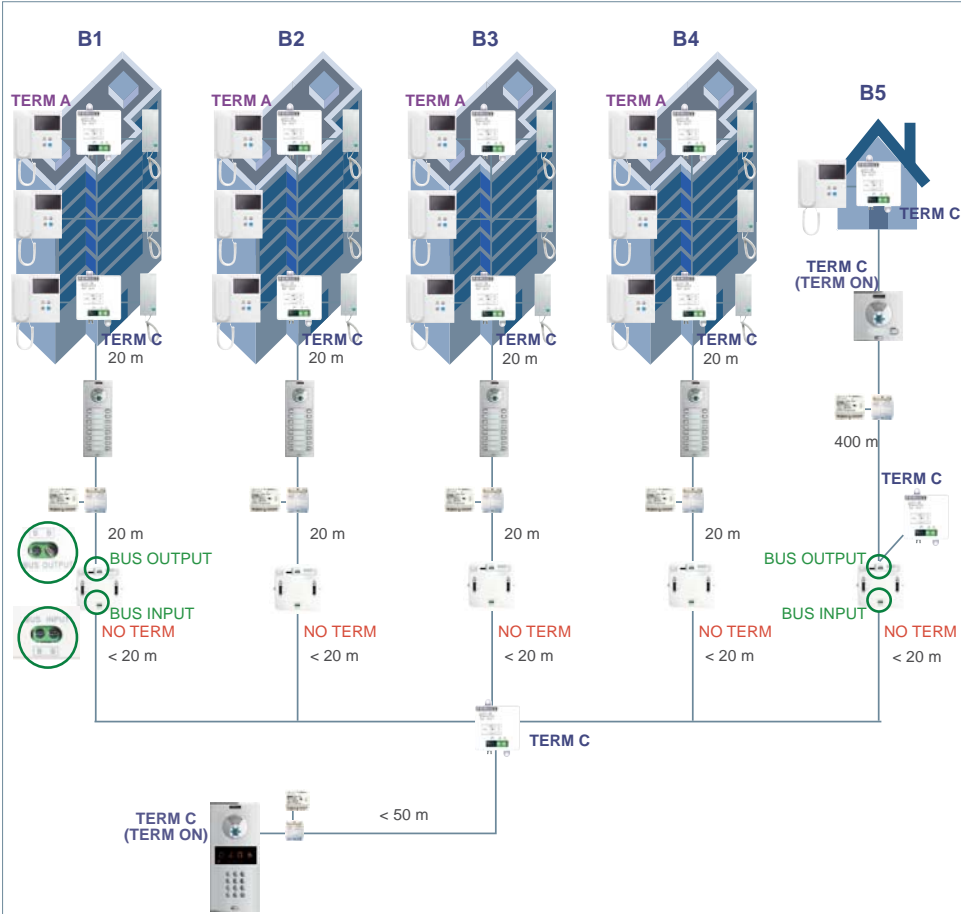 B1
B2
B3
B4
B5
TERM A
TERM A
TERM A
TERM A
TERM C
TERM C
(TERM ON)
TERM C
TERM C
TERM C
TERM C
20 m
20 m
20 m
20 m
400 m
TERM C
20 m
20 m
20 m
20 m
BUS OUTPUT
BUS OUTPUT
BUS OUTPUT
BUS INPUT
BUS INPUT
BUS INPUT
NO TERM
NO TERM
NO TERM
NO TERM
NO TERM
< 20 m
< 20 m
< 20 m
< 20 m
< 20 m
TERM C
< 50 m
TERM C
(TERM ON)